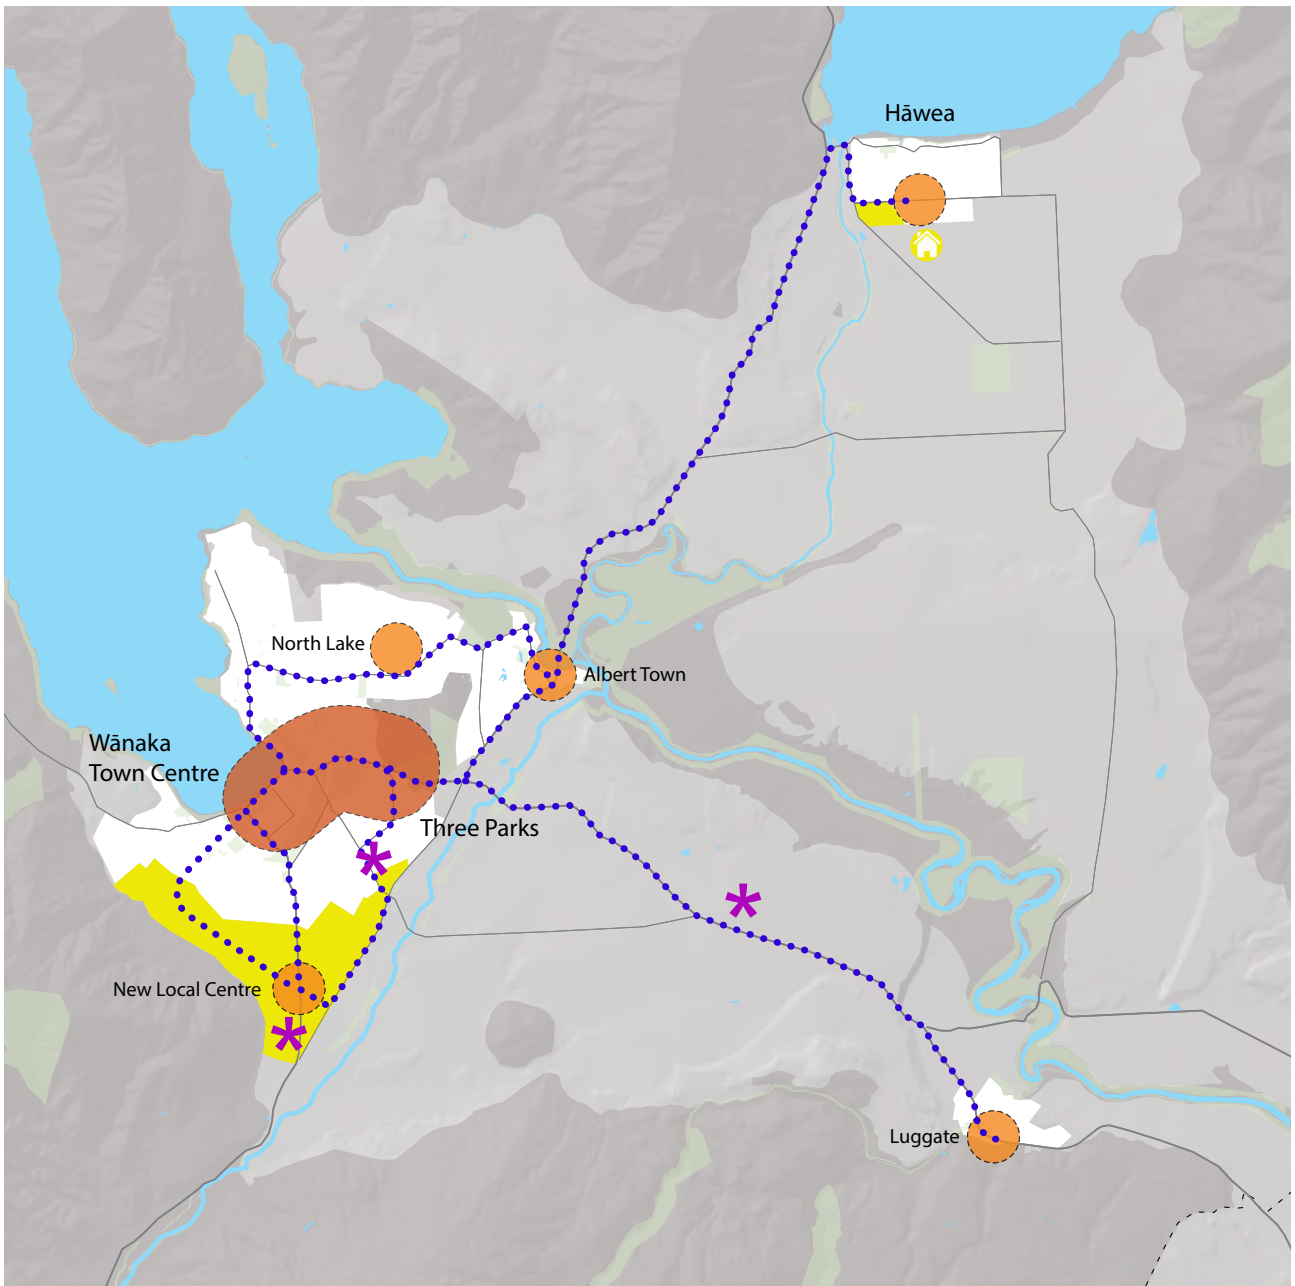 Hāwea
North Lake
Albert Town
Wānaka
Town Centre
Three Parks
New Local Centre
Luggate